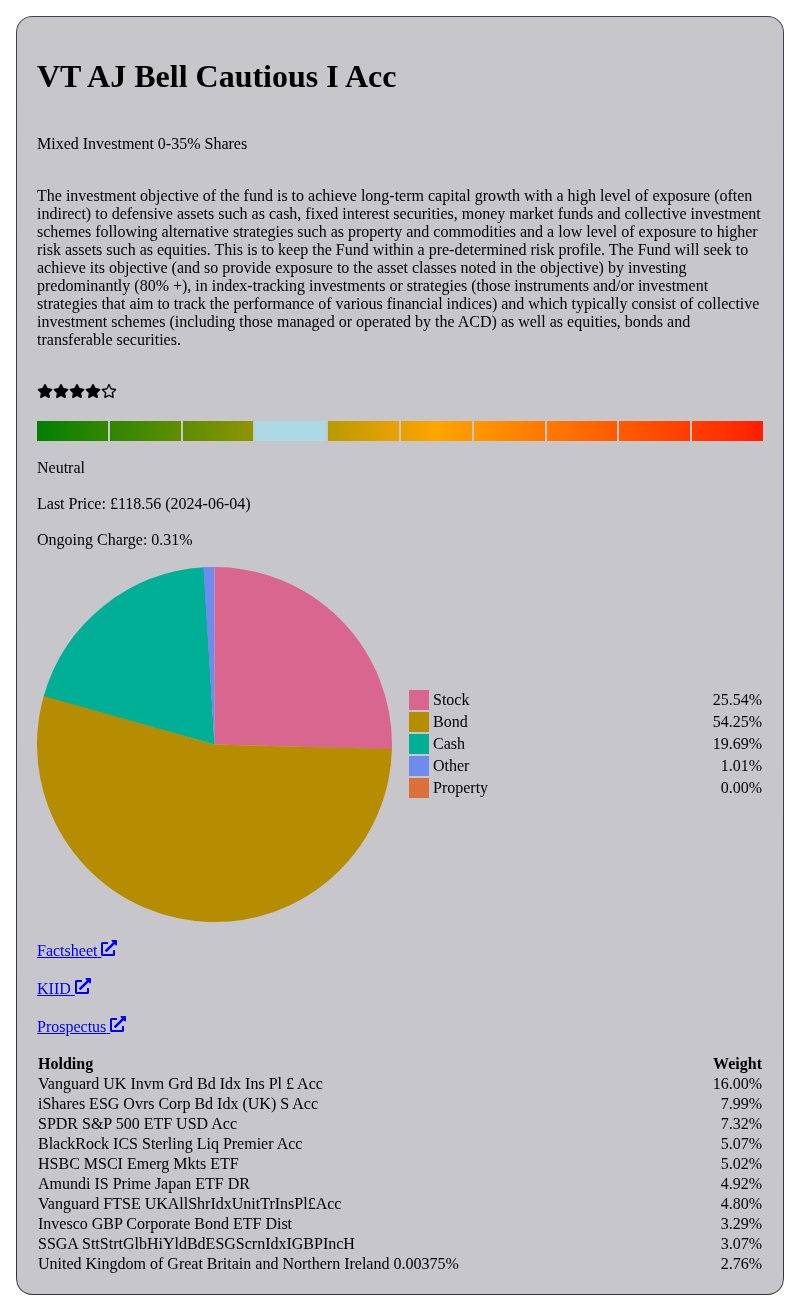 VT AJ Bell Cautious I Acc
Mixed Investment 0-35% Shares
The investment objective of the fund is to achieve long-term capital growth with a high level of exposure (often
indirect) to defensive assets such as cash, fixed interest securities, money market funds and collective investment
schemes following alternative strategies such as property and commodities and a low level of exposure to higher
risk assets such as equities. This is to keep the Fund within a pre-determined risk profile. The Fund will seek to
achieve its objective (and so provide exposure to the asset classes noted in the objective) by investing
predominantly (80% +), in index-tracking investments or strategies (those instruments and/or investment
strategies that aim to track the performance of various financial indices) and which typically consist of collective
investment schemes (including those managed or operated by the ACD) as well as equities, bonds and
transferable securities.
Neutral
Last Price: £118.56 (2024-06-04)
Ongoing Charge: 0.31%
Stock 25.54%
Bond 54.25%
Cash 19.69%
Other 1.01%
Property 0.00%
Factsheet
KIID
Prospectus
Holding Weight
Vanguard UK Invm Grd Bd Idx Ins Pl £ Acc 16.00%
iShares ESG Ovrs Corp Bd Idx (UK) S Acc 7.99%
SPDR S&P 500 ETF USD Acc 7.32%
BlackRock ICS Sterling Liq Premier Acc 5.07%
HSBC MSCI Emerg Mkts ETF 5.02%
Amundi IS Prime Japan ETF DR 4.92%
Vanguard FTSE UKAllShrIdxUnitTrInsPl£Acc 4.80%
Invesco GBP Corporate Bond ETF Dist 3.29%
SSGA SttStrtGlbHiYldBdESGScrnIdxIGBPIncH 3.07%
United Kingdom of Great Britain and Northern Ireland 0.00375% 2.76%